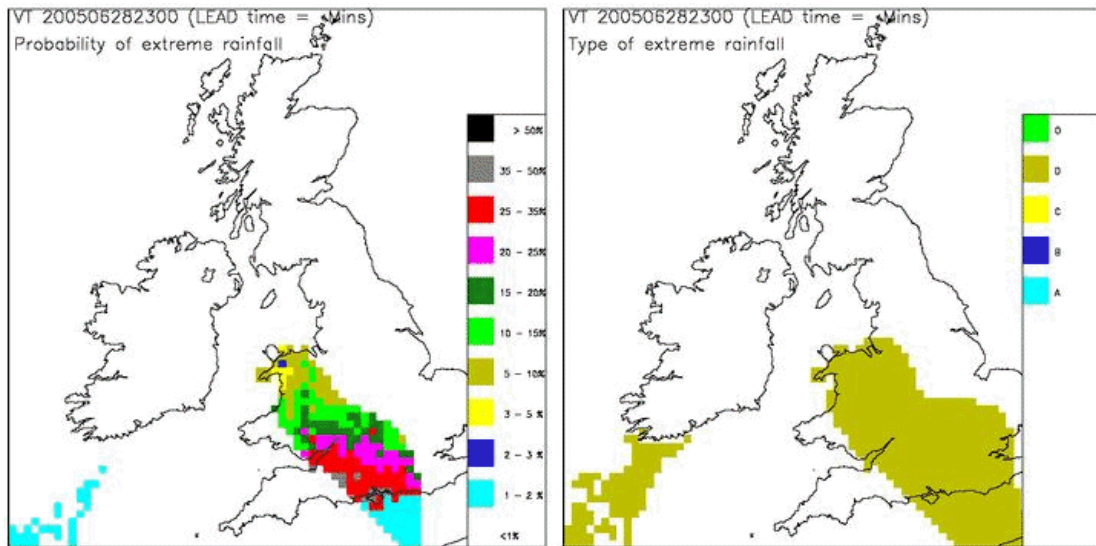 VT 200506282300 (LEAD time = Mins)
Probability of extreme rainfall
> 50%
35 - 50%
25 - 35%
20 - 25%
15 - 20%
10 - 15%
5 - 10%
3 - 5 %
2 - 3 %
1 - 2 %
<1%
VT 200506282300 (LEAD time = Mins)
Type of extreme rainfall
O
D
C
B
A